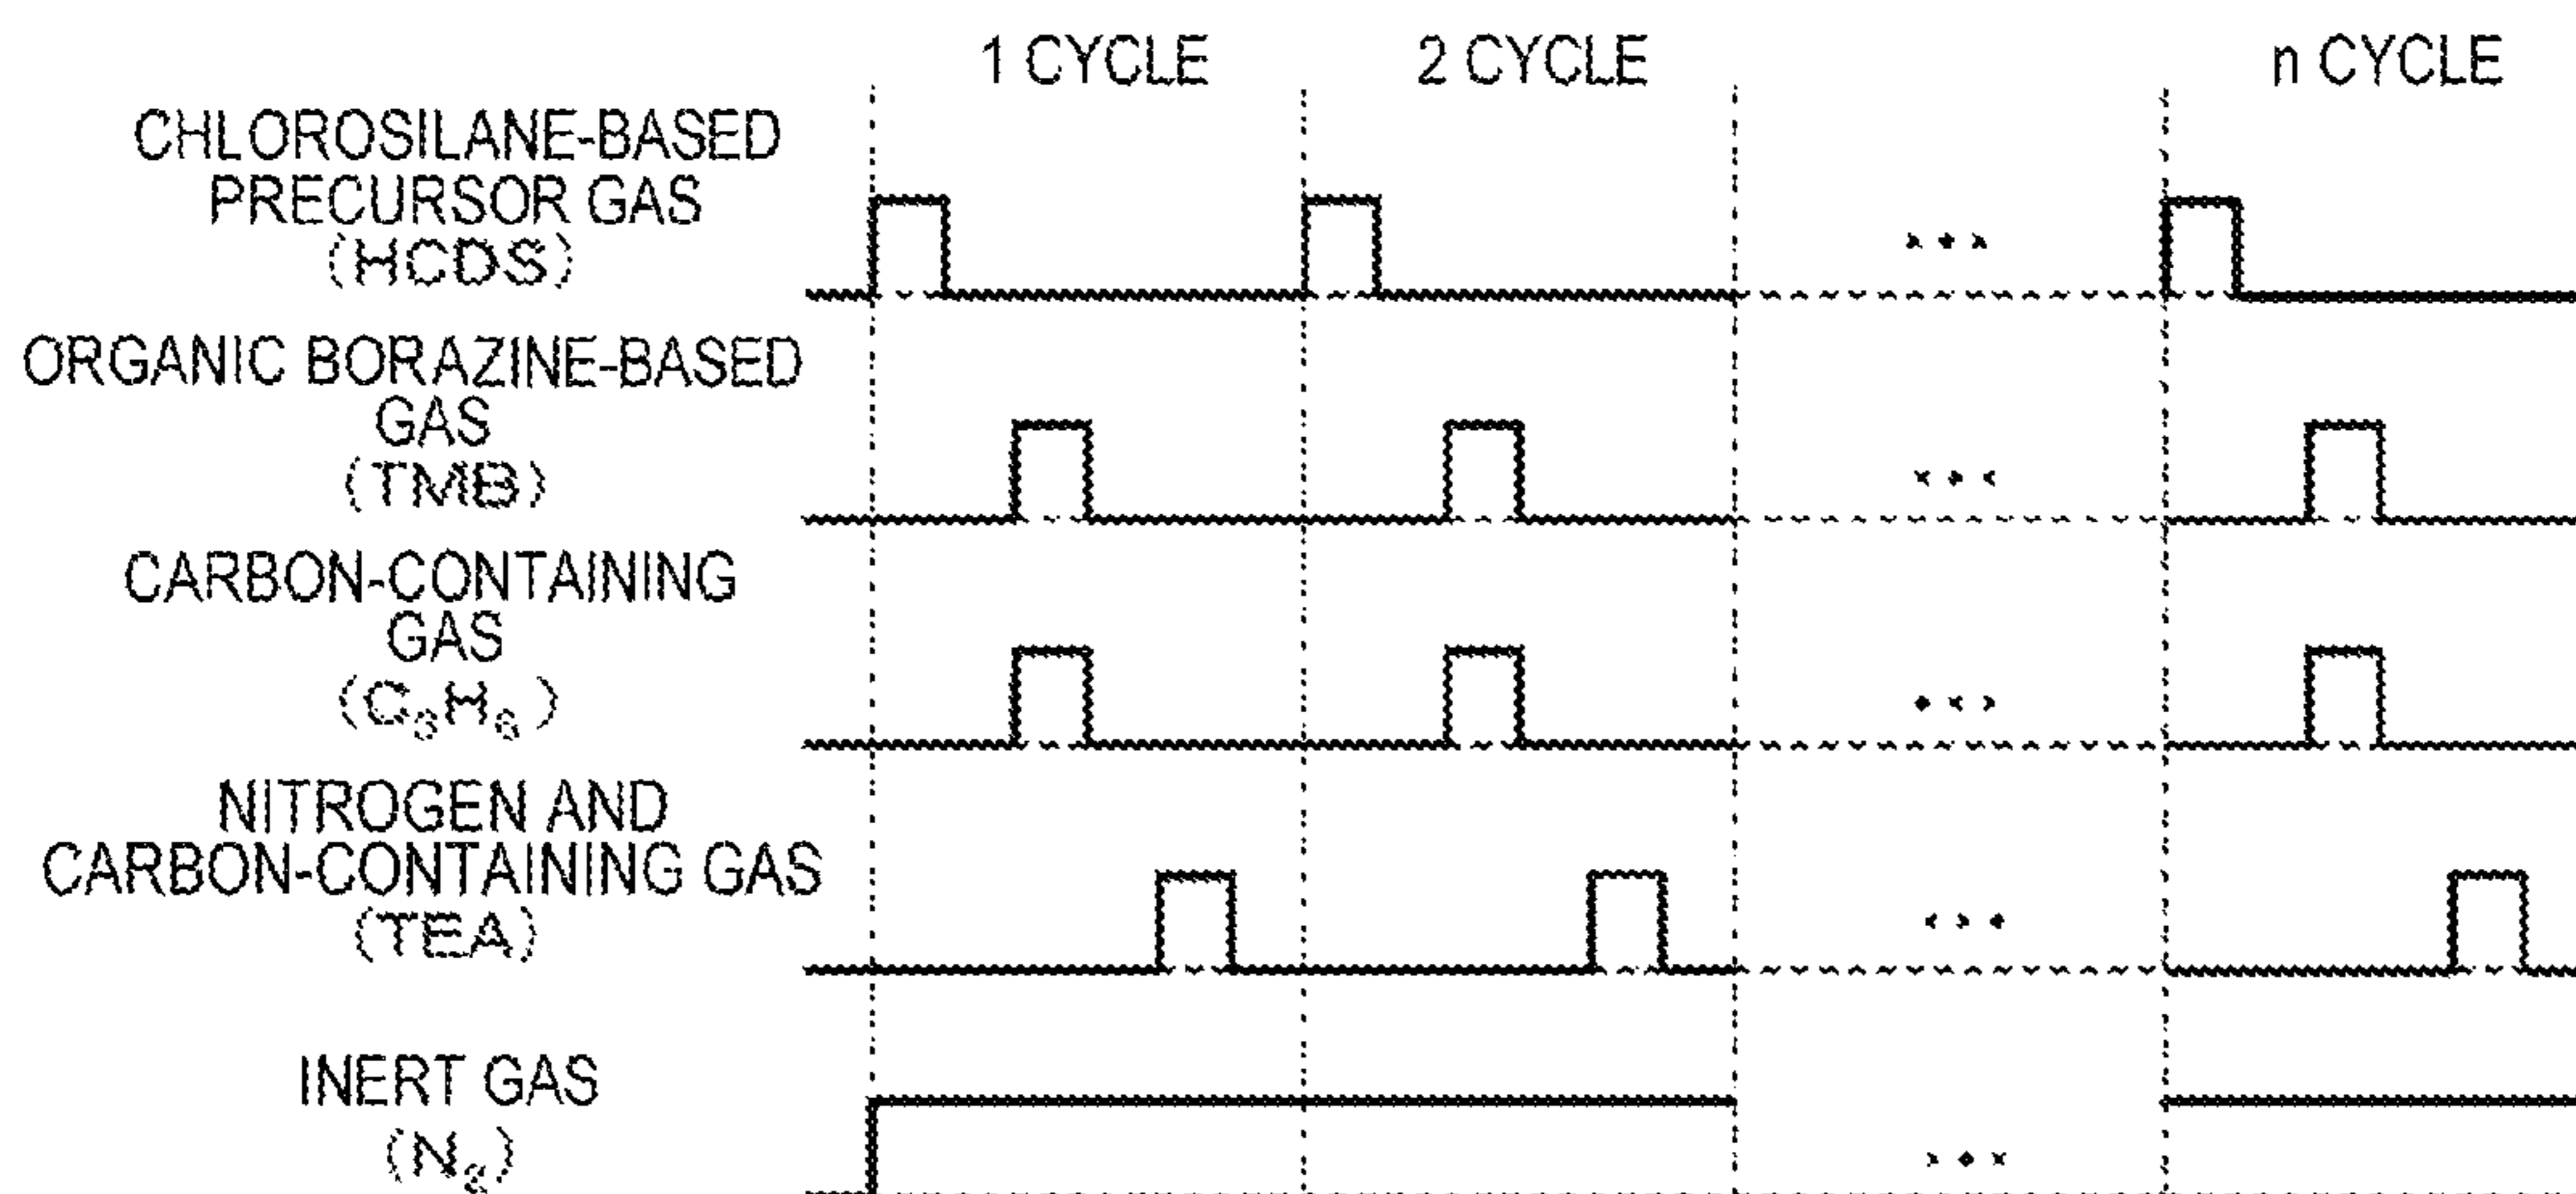 1 CYCLE 2 CYCLE n CYCLE
CHLOROSILANE-BASED
PRECURSOR GAS
(HCDS)
ORGANIC BORAZINE-BASED
GAS
(TMB)
CARBON-CONTAINING
GAS
(C₃H₆)
NITROGEN AND
CARBON-CONTAINING GAS
(TEA)
INERT GAS
(N₂)